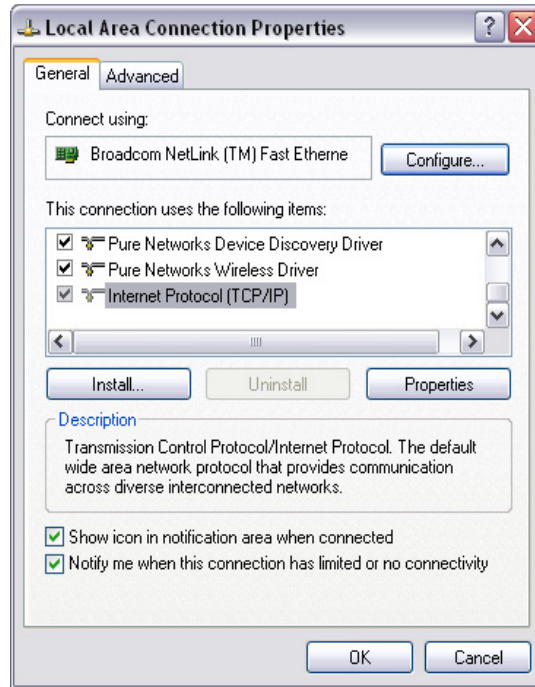 Local Area Connection Properties
General
Advanced
Connect using:
Broadcom NetLink (TM) Fast Etherne
Configure...
This connection uses the following items:
Pure Networks Device Discovery Driver
Pure Networks Wireless Driver
Internet Protocol (TCP/IP)
Install...
Uninstall
Properties
Description
Transmission Control Protocol/Internet Protocol. The default
wide area network protocol that provides communication
across diverse interconnected networks.
Show icon in notification area when connected
Notify me when this connection has limited or no connectivity
OK
Cancel